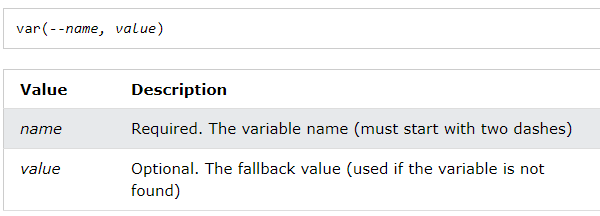 var(--name, value)
Value Description
name Required. The variable name (must start with two dashes)
value Optional. The fallback value (used if the variable is not
found)